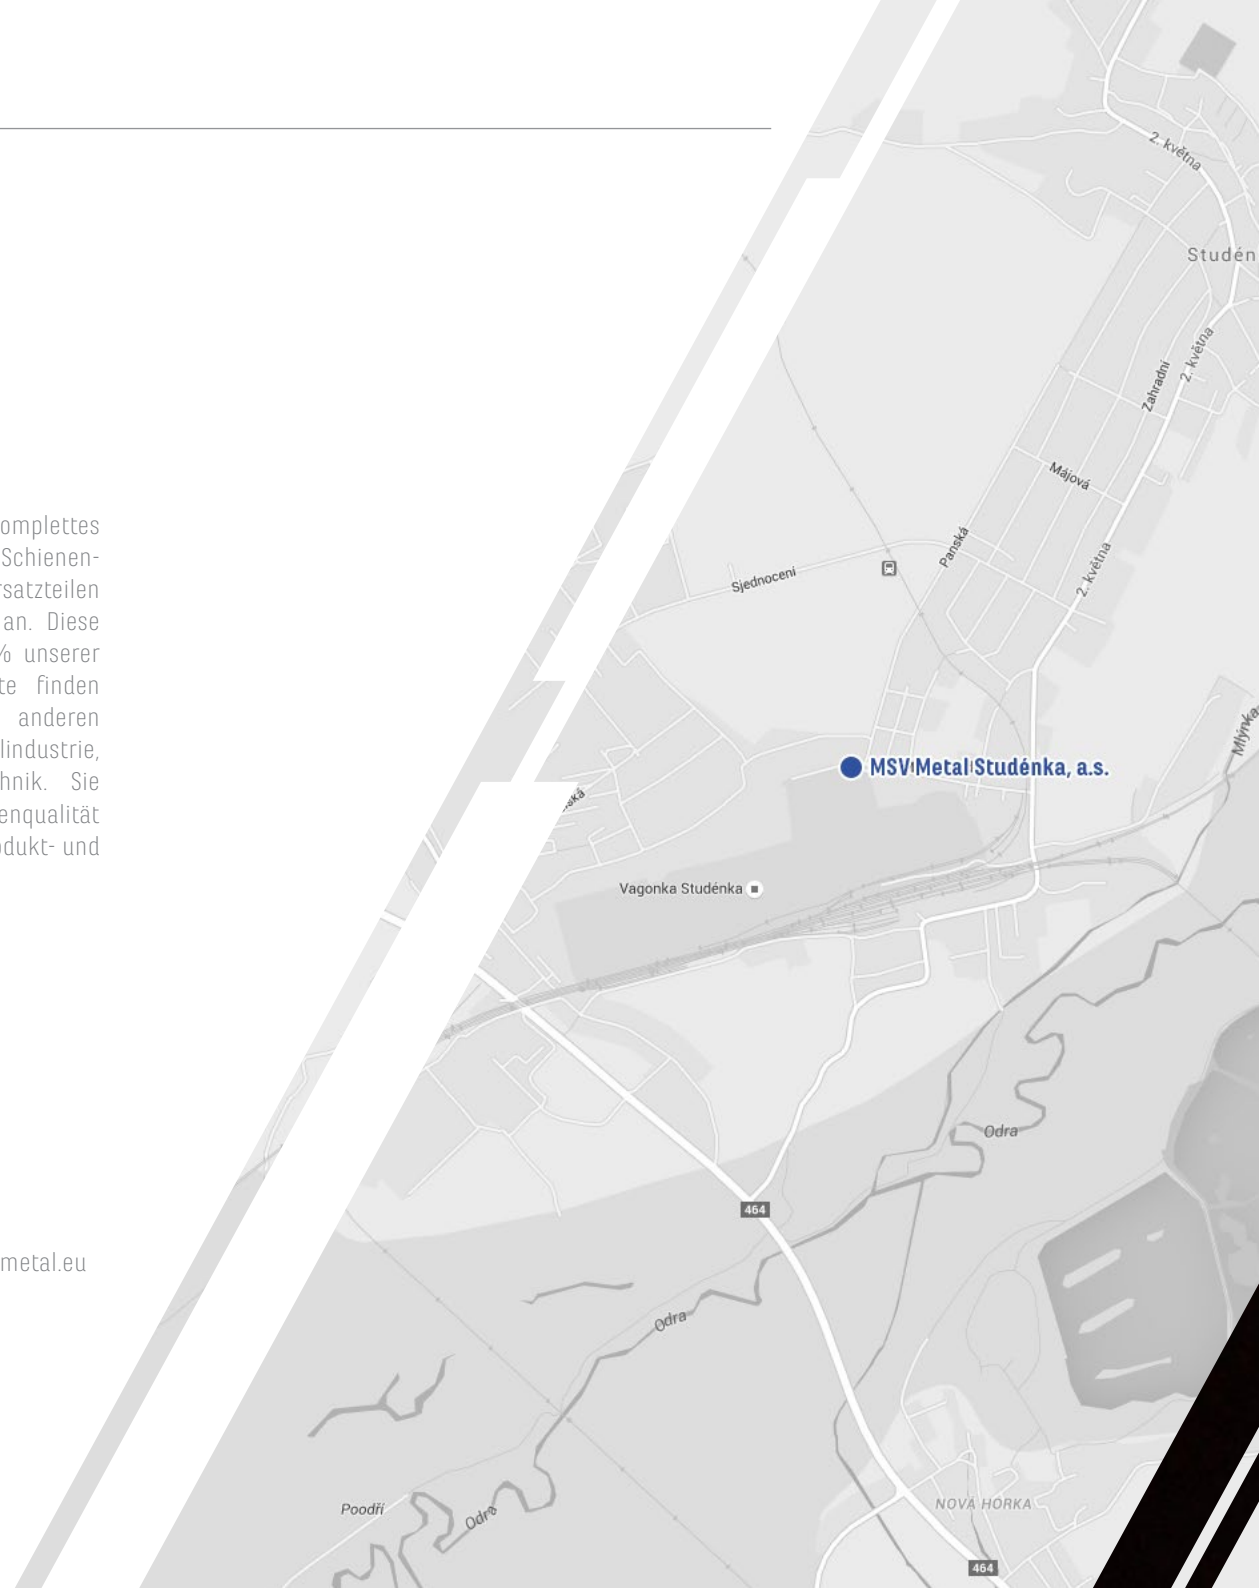 omplettes
Schienen-
rsatzteilen
an. Diese
% unserer
te finden
anderen
lindustrie,
hnik. Sie
enqualität
odukt- und
metal.eu
2. května
Studén
2. května
Zahradní
Májová
Panská
Sjednocení
2. května
Mlýnka
MSV Metal Studénka, a.s.
ská
Vagonka Studénka
Odra
464
Odra
Poodří
Odra
NOVÁ HORKA
464